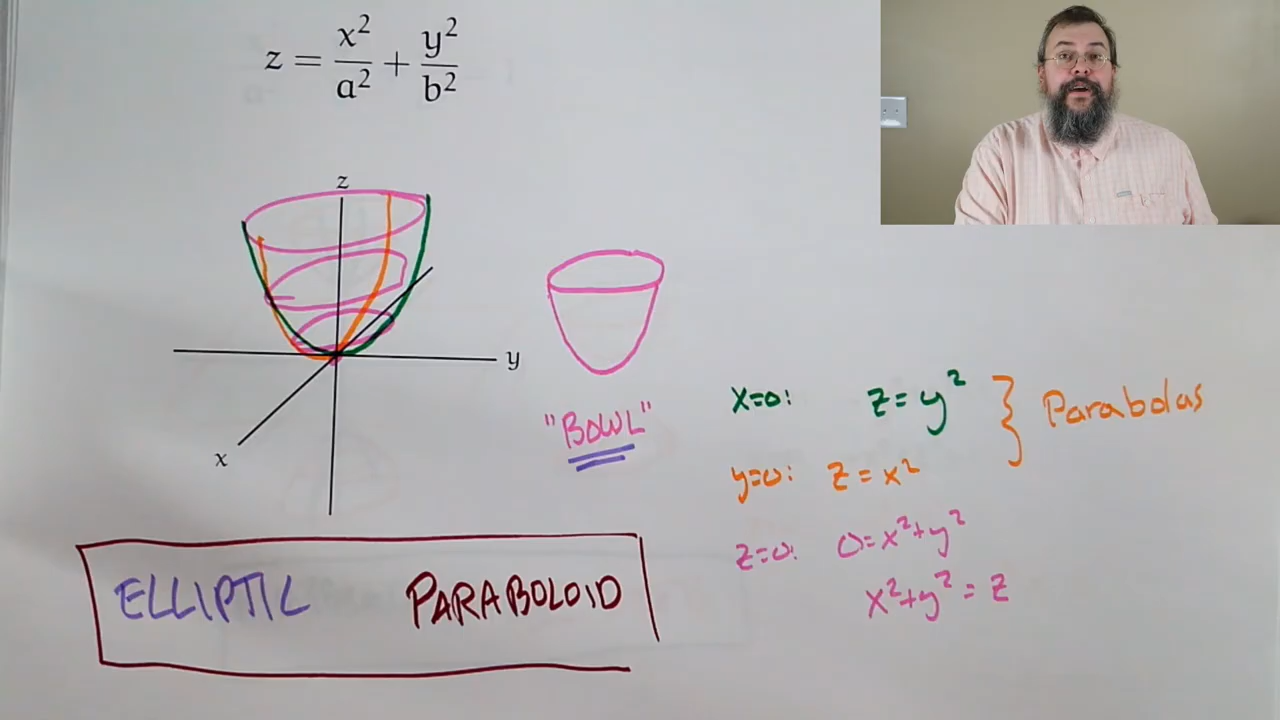 z = x²/a² + y²/b²
z
y
x
"BOWL"
x=0: z=y² } Parabolas
y=0: z=x²
z=0: 0=x²+y²
x²+y²=z
ELLIPTIC PARABOLOID